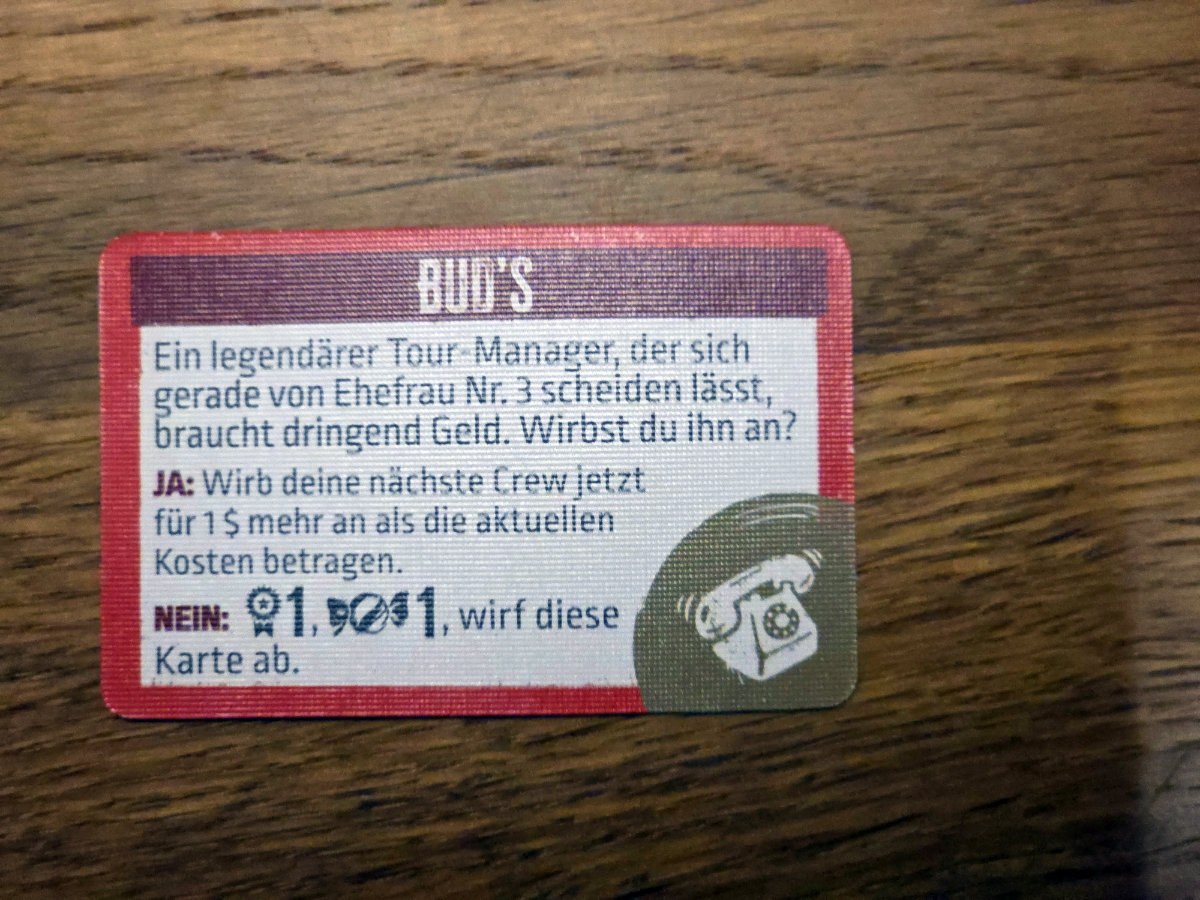 BUD'S
Ein legendärer Tour-Manager, der sich
gerade von Ehefrau Nr. 3 scheiden lässt,
braucht dringend Geld. Wirbst du ihn an?
JA: Wirb deine nächste Crew jetzt
für 1 $ mehr an als die aktuellen
Kosten betragen.
NEIN: 1, 1, wirf diese
Karte ab.